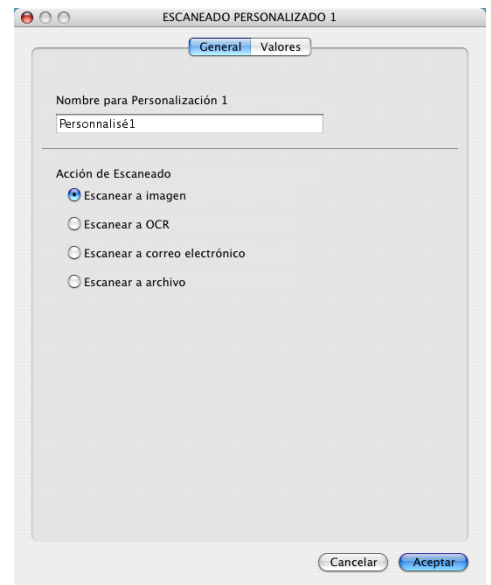 ESCANEADO PERSONALIZADO 1
General Valores
Nombre para Personalización 1
Personnalisé1
Acción de Escaneado
Escanear a imagen
Escanear a OCR
Escanear a correo electrónico
Escanear a archivo
Cancelar Aceptar